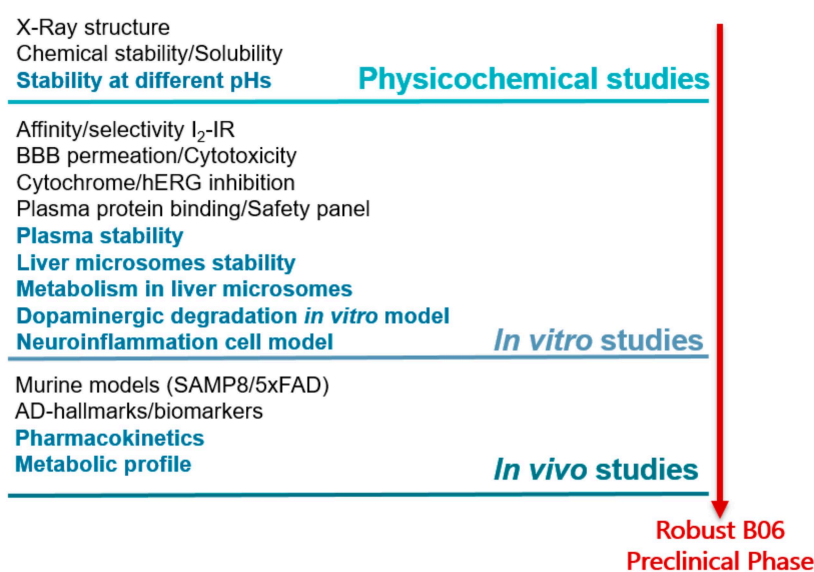 X-Ray structure
Chemical stability/Solubility
Stability at different pHs
Physicochemical studies
Affinity/selectivity I₂-IR
BBB permeation/Cytotoxicity
Cytochrome/hERG inhibition
Plasma protein binding/Safety panel
Plasma stability
Liver microsomes stability
Metabolism in liver microsomes
Dopaminergic degradation in vitro model
Neuroinflammation cell model
In vitro studies
Murine models (SAMP8/5xFAD)
AD-hallmarks/biomarkers
Pharmacokinetics
Metabolic profile
In vivo studies
Robust B06
Preclinical Phase